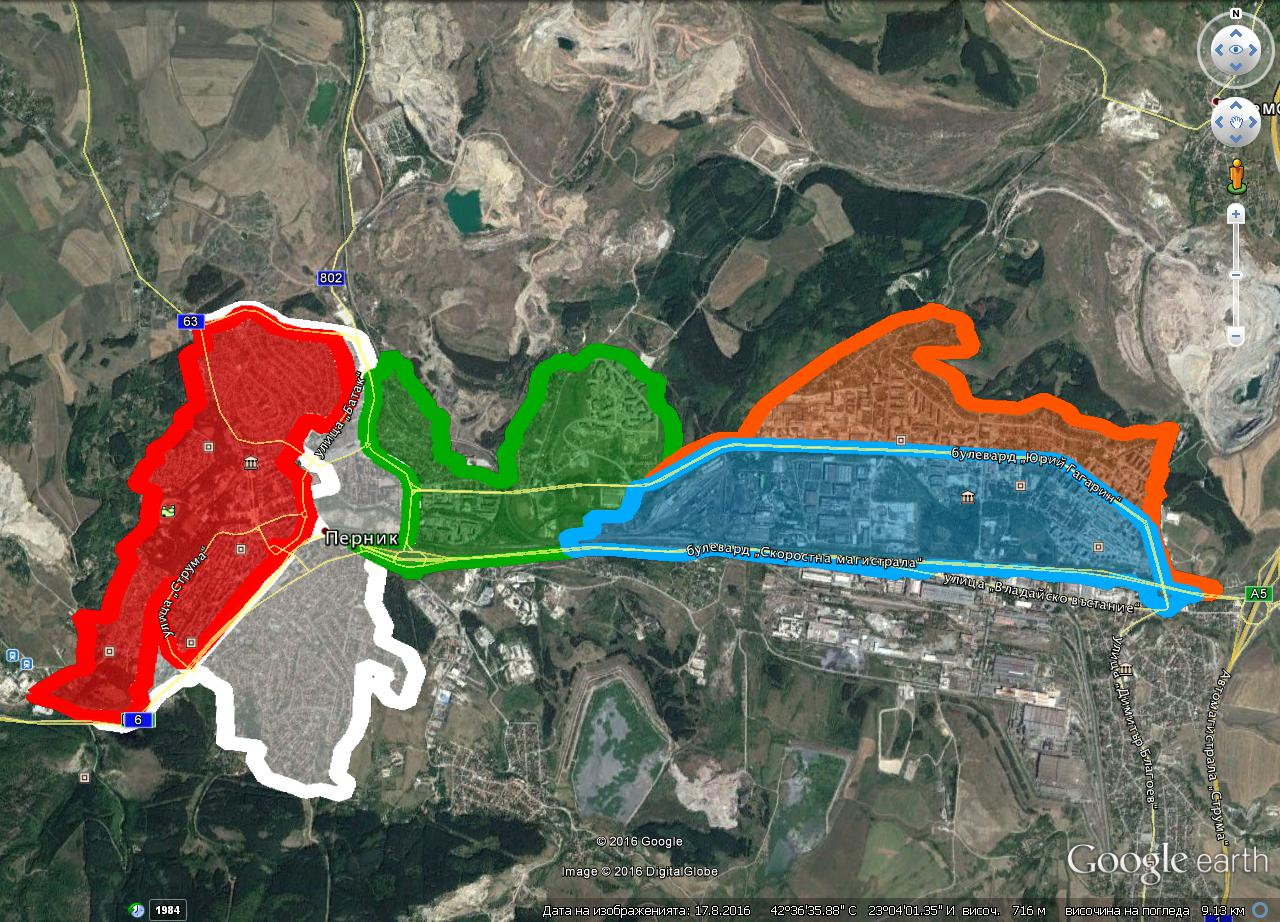 N
802
63
улица „Батак“
булевард „Юрий Гагарин“
Перник
булевард „Скоростна магистрала“
улица „Владайско въстание“
A5
улица „Струма“
улица „Димитър Благоев“
Автомагистрала „Струма“
6
© 2016 Google
Image © 2016 DigitalGlobe
Google earth
1984
Дата на изображенията: 17.8.2016 42°36'35.88" С 23°04'01.35" И височ. 716 м височина на погледа 9.13 км